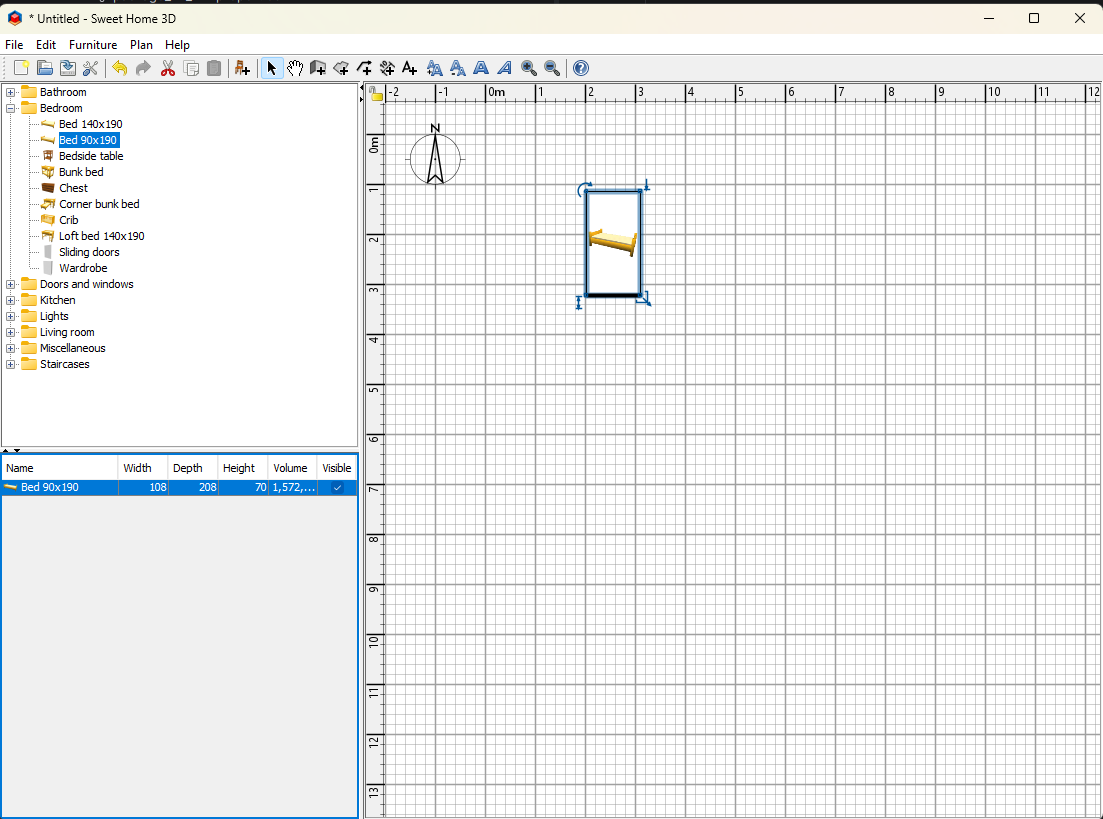 * Untitled - Sweet Home 3D
File Edit Furniture Plan Help
Bathroom
Bedroom
Bed 140x190
Bed 90x190
Bedside table
Bunk bed
Chest
Corner bunk bed
Crib
Loft bed 140x190
Sliding doors
Wardrobe
Doors and windows
Kitchen
Lights
Living room
Miscellaneous
Staircases
Name Width Depth Height Volume Visible
Bed 90x190 108 208 70 1,572,...
-2 -1 0m 1 2 3 4 5 6 7 8 9 10 11 12
N
0m
1
2
3
4
5
6
7
8
9
10
11
12
13